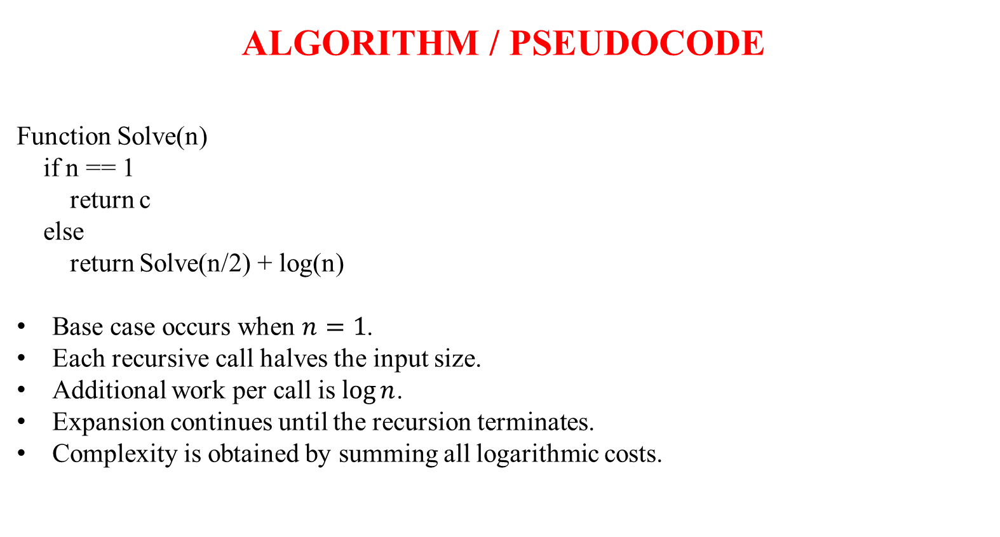 ALGORITHM / PSEUDOCODE
Function Solve(n)
if n == 1
return c
else
return Solve(n/2) + log(n)
• Base case occurs when 𝑛 = 1.
• Each recursive call halves the input size.
• Additional work per call is log 𝑛.
• Expansion continues until the recursion terminates.
• Complexity is obtained by summing all logarithmic costs.